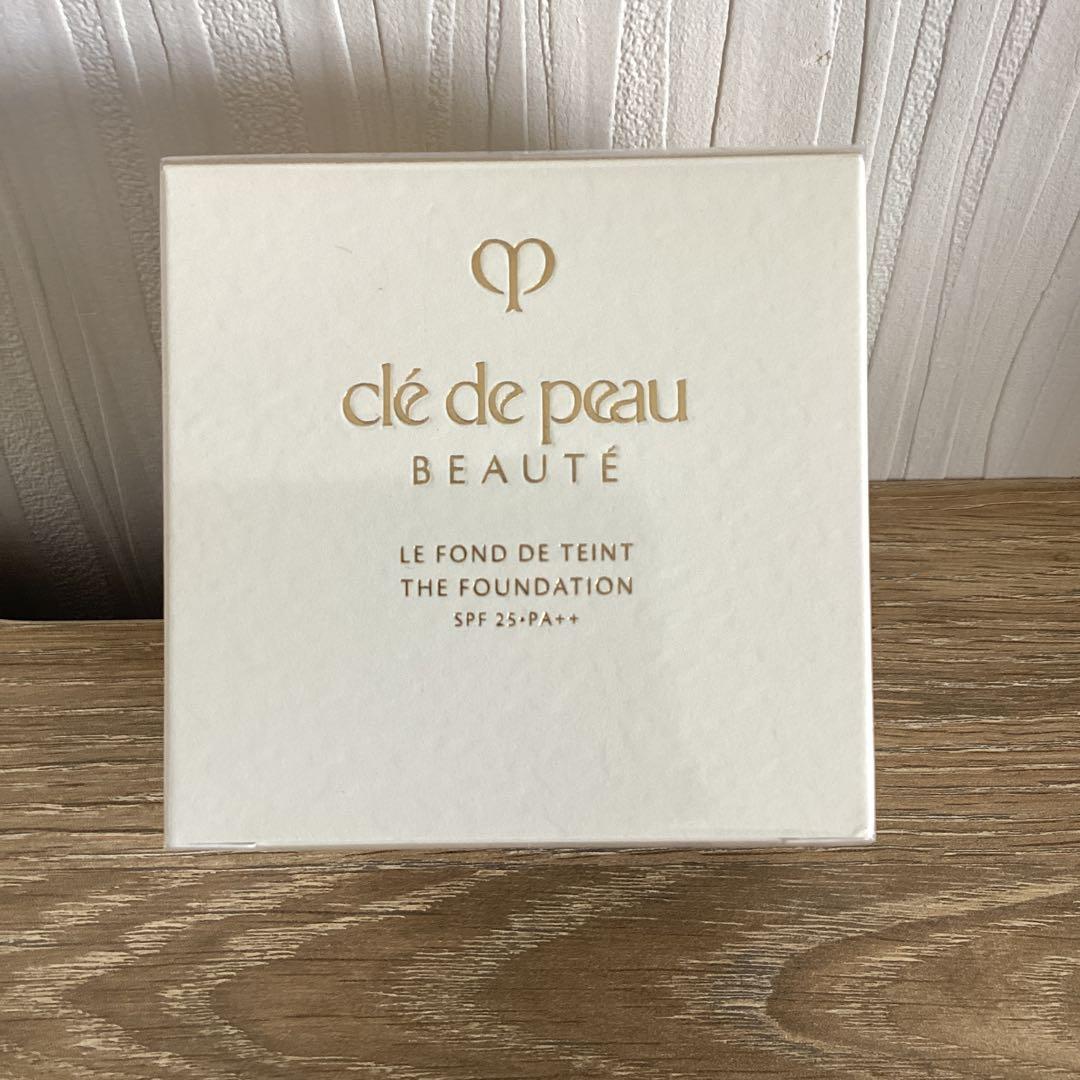 clé de peau
BEAUTÉ
LE FOND DE TEINT
THE FOUNDATION
SPF 25·PA++